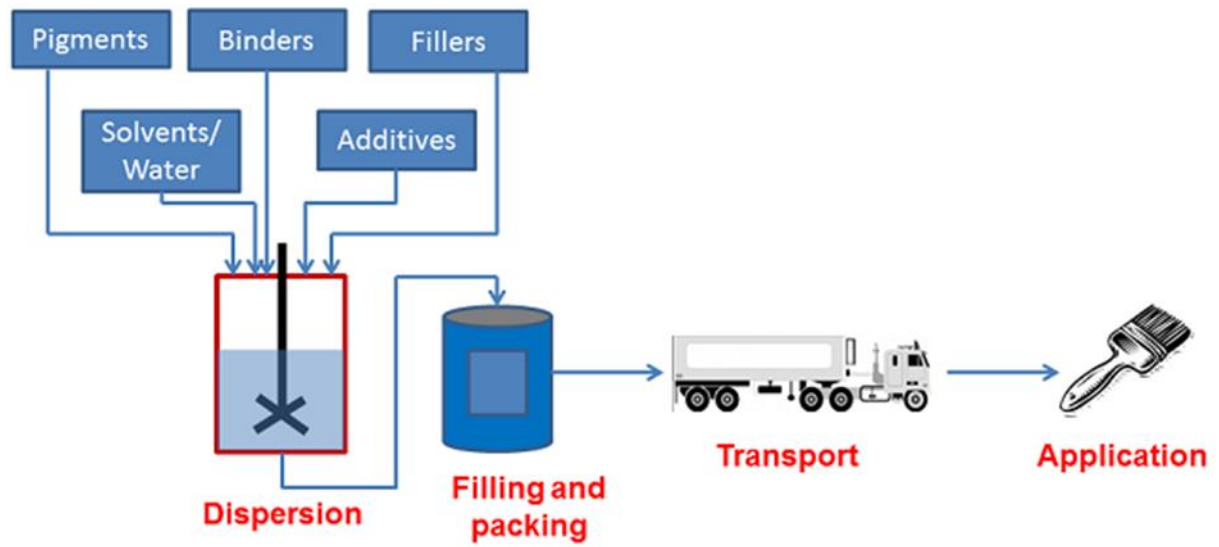 Pigments
Binders
Fillers
Solvents/
Water
Additives
Dispersion
Filling and
packing
Transport
Application